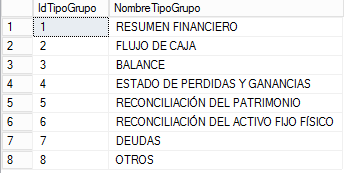 IdTipoGrupo NombreTipoGrupo
1 1 RESUMEN FINANCIERO
2 2 FLUJO DE CAJA
3 3 BALANCE
4 4 ESTADO DE PERDIDAS Y GANANCIAS
5 5 RECONCILIACIÓN DEL PATRIMONIO
6 6 RECONCILIACIÓN DEL ACTIVO FIJO FÍSICO
7 7 DEUDAS
8 8 OTROS